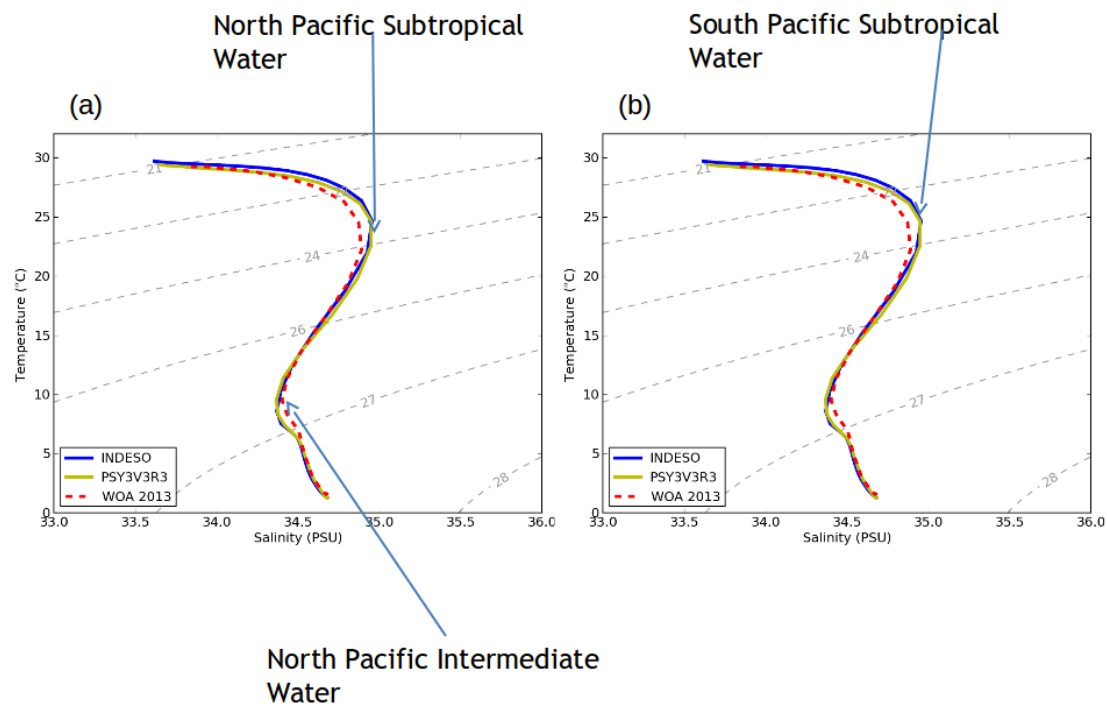 North Pacific Subtropical
Water
South Pacific Subtropical
Water
(a)
(b)
30
25
20
15
10
5
0
Temperature (°C)
21
24
26
27
28
INDESO
PSY3V3R3
WOA 2013
33.0 33.5 34.0 34.5 35.0 35.5 36.0
Salinity (PSU)
30
25
20
15
10
5
0
Temperature (°C)
21
24
26
27
28
INDESO
PSY3V3R3
WOA 2013
33.0 33.5 34.0 34.5 35.0 35.5 36.0
Salinity (PSU)
North Pacific Intermediate
Water